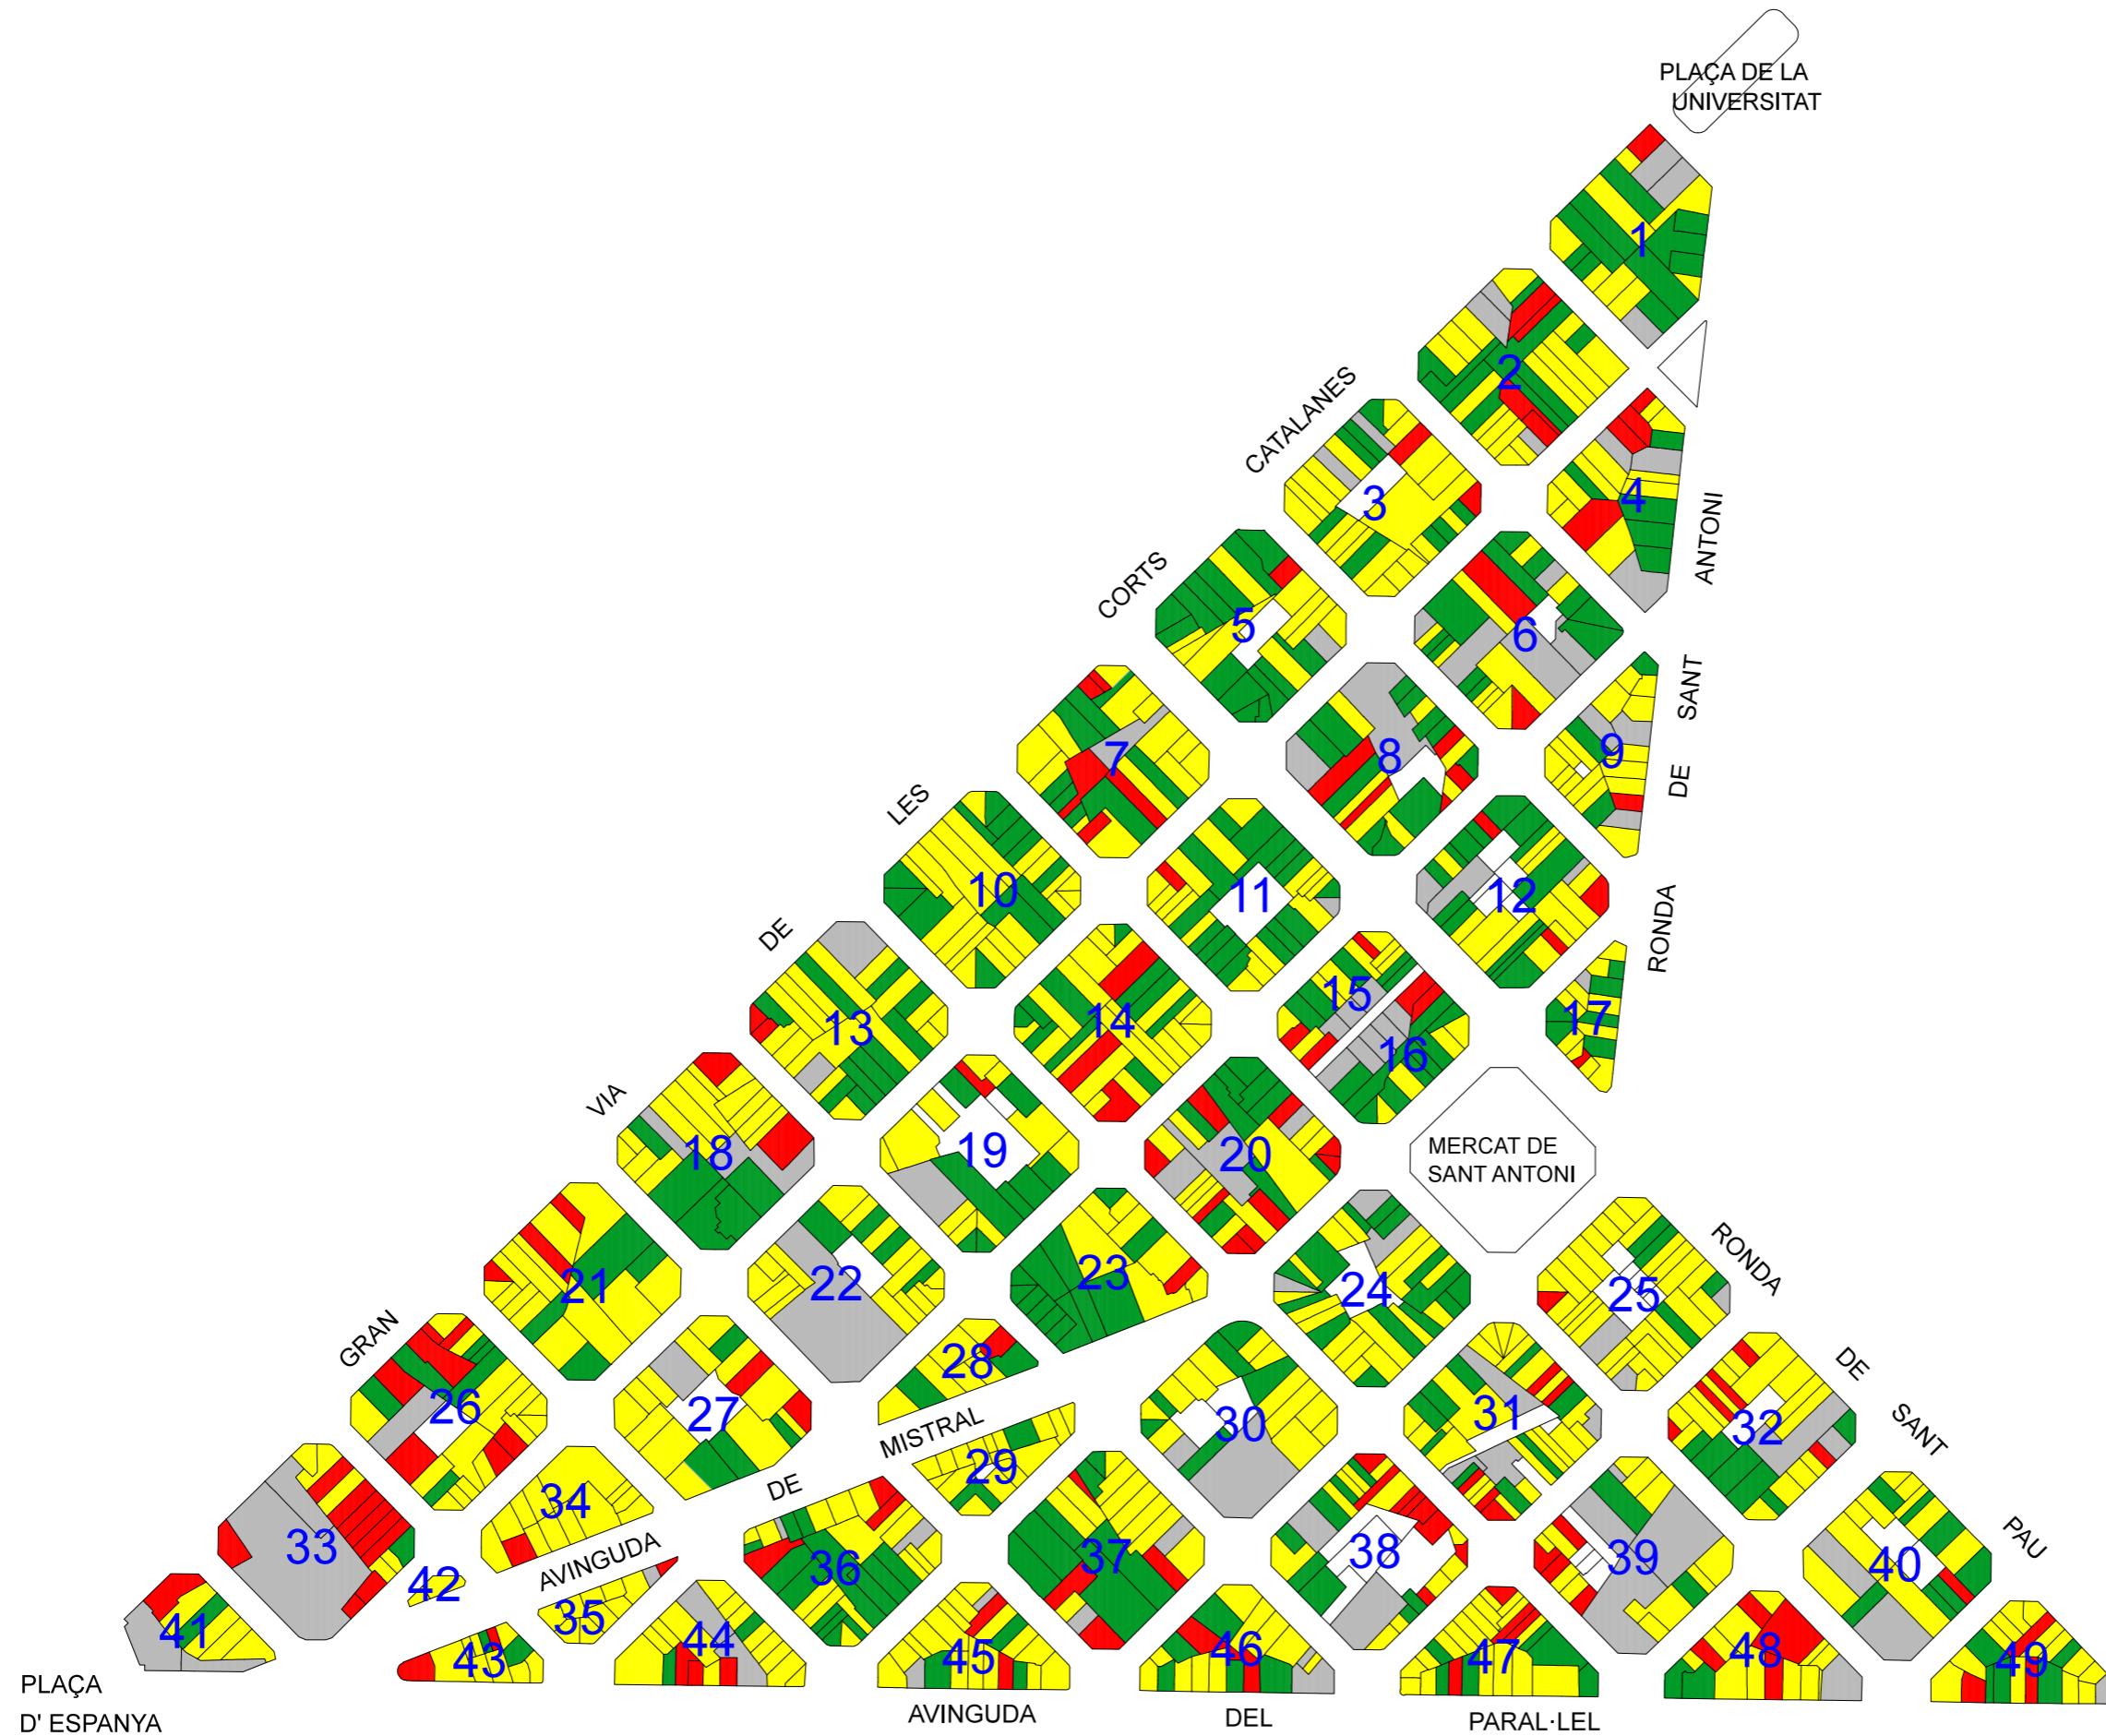 PLAÇA DE LA
UNIVERSITAT
1
2
CATALANES
3
4
ANTONI
CORTS
5
6
SANT
7
8
9
DE
LES
10
11
12
RONDA
DE
13
14
15
16
17
VIA
18
19
20
MERCAT DE
SANT ANTONI
21
22
23
24
25
RONDA
GRAN
26
27
28
MISTRAL
29
30
31
32
DE
SANT
33
34
DE
36
37
38
39
40
PAU
AVINGUDA
42
35
41
43
44
45
46
47
48
49
PLAÇA
D' ESPANYA
AVINGUDA
DEL
PARAL·LEL